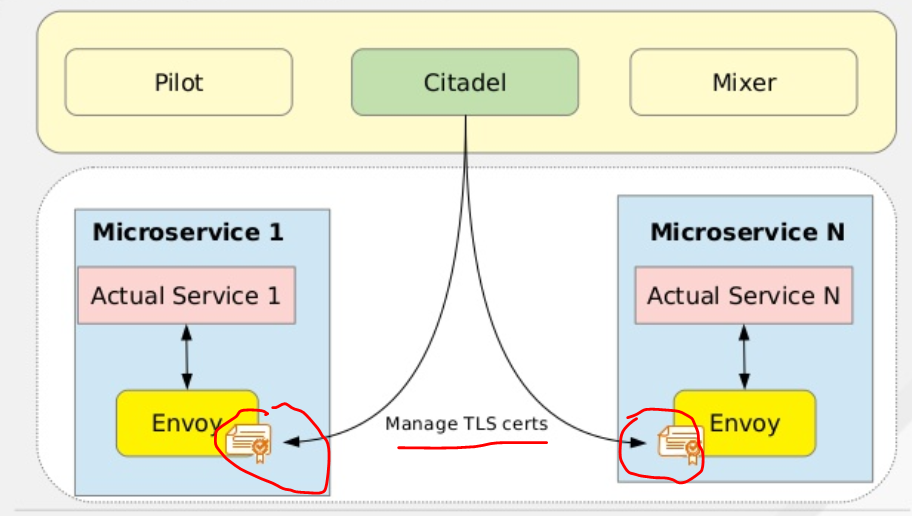 Pilot
Citadel
Mixer
Microservice 1
Microservice N
Actual Service 1
Actual Service N
Envoy
Manage TLS certs
Envoy